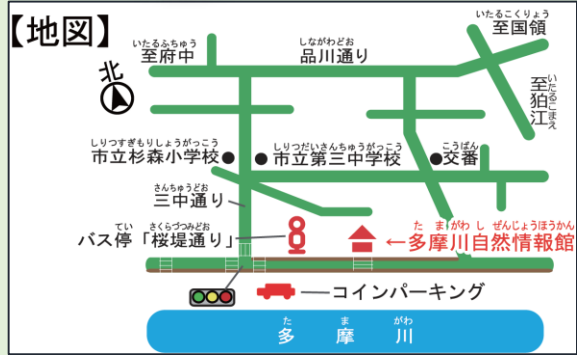 【地図】
いたるふちゅう
至府中
しながわどお
品川通り
いたるこくりょう
至国領
いたるこまえ
至狛江
北
しりつすぎもりしょうがっこう
市立杉森小学校
しりつだいさんちゅうがっこう
市立第三中学校
こうばん
交番
さんちゅうどお
三中通り
てい さくらづつみどお
バス停「桜堤通り」
たまがわしぜんじょうほうかん
←多摩川自然情報館
コインパーキング
たまがわ
多摩川